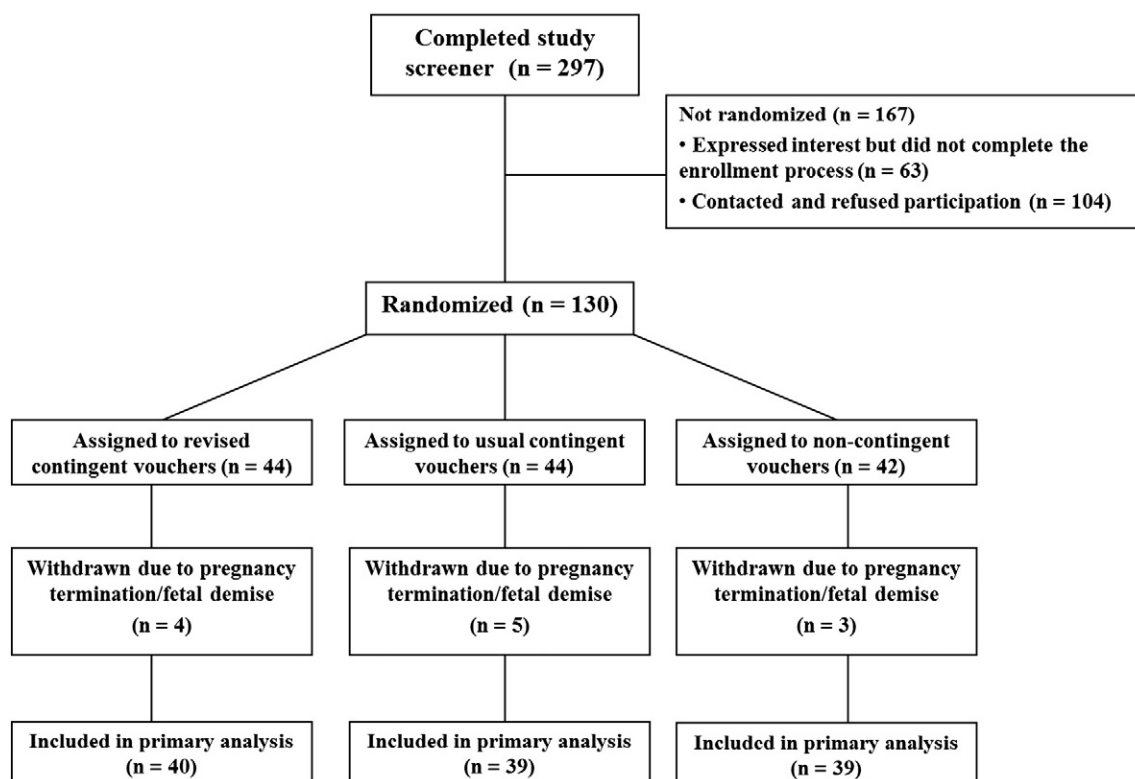 Completed study
screener (n = 297)
Not randomized (n = 167)
• Expressed interest but did not complete the
enrollment process (n = 63)
• Contacted and refused participation (n = 104)
Randomized (n = 130)
Assigned to revised
contingent vouchers (n = 44)
Assigned to usual contingent
vouchers (n = 44)
Assigned to non-contingent
vouchers (n = 42)
Withdrawn due to pregnancy
termination/fetal demise
(n = 4)
Withdrawn due to pregnancy
termination/fetal demise
(n = 5)
Withdrawn due to pregnancy
termination/fetal demise
(n = 3)
Included in primary analysis
(n = 40)
Included in primary analysis
(n = 39)
Included in primary analysis
(n = 39)